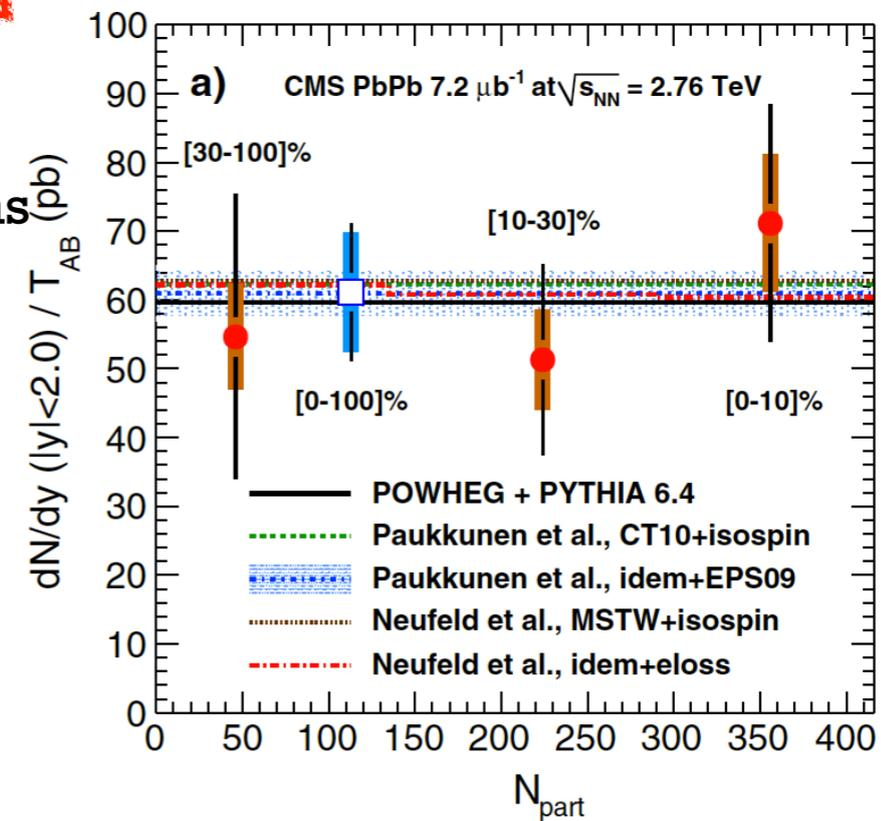 a) CMS PbPb 7.2 μb-1 at √sNN = 2.76 TeV
[30-100]%
[10-30]%
[0-100]%
[0-10]%
POWHEG + PYTHIA 6.4
Paukkunen et al., CT10+isospin
Paukkunen et al., idem+EPS09
Neufeld et al., MSTW+isospin
Neufeld et al., idem+eloss
dN/dy (|y|<2.0) / TAB (pb)
100
90
80
70
60
50
40
30
20
10
0
0 50 100 150 200 250 300 350 400
Npart